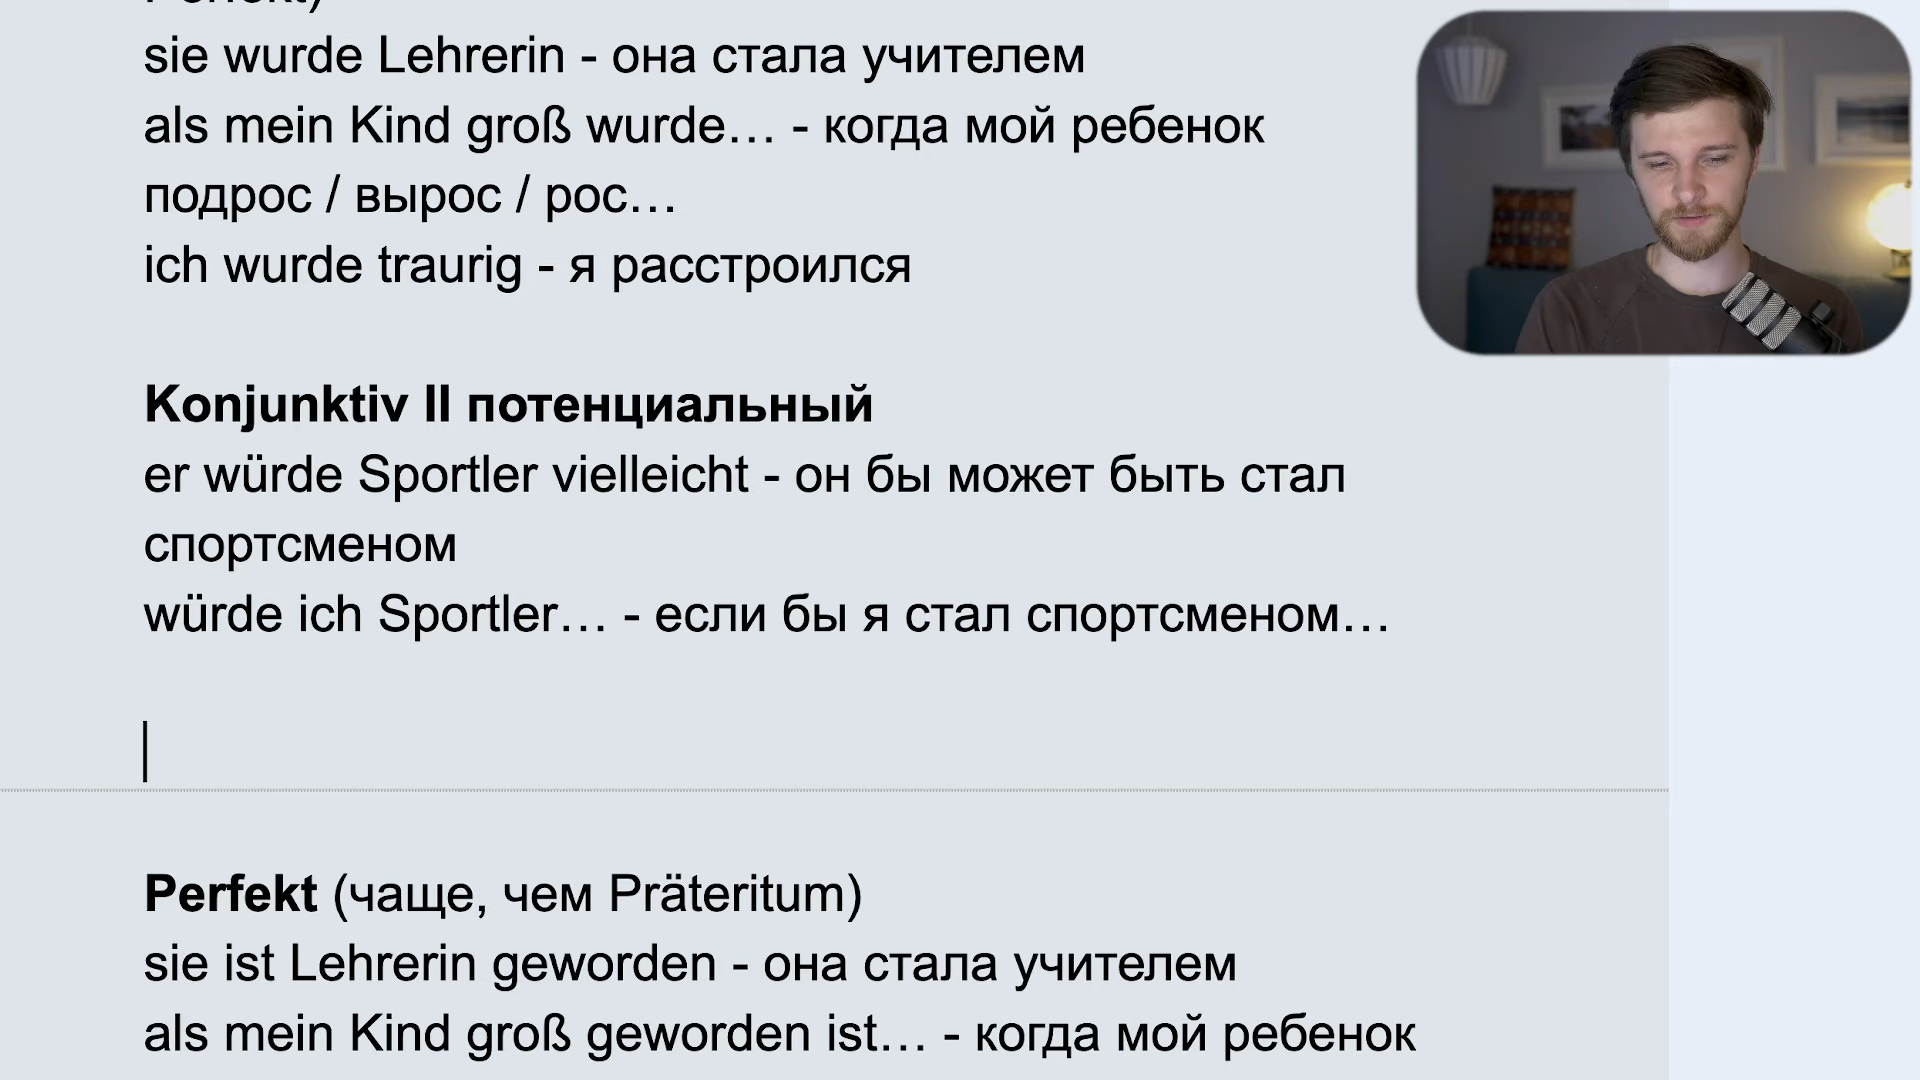 Perfekt)
sie wurde Lehrerin - она стала учителем
als mein Kind groß wurde… - когда мой ребенок
подрос / вырос / рос…
ich wurde traurig - я расстроился
Konjunktiv II потенциальный
er würde Sportler vielleicht - он бы может быть стал
спортсменом
würde ich Sportler… - если бы я стал спортсменом…
Perfekt (чаще, чем Präteritum)
sie ist Lehrerin geworden - она стала учителем
als mein Kind groß geworden ist… - когда мой ребенок